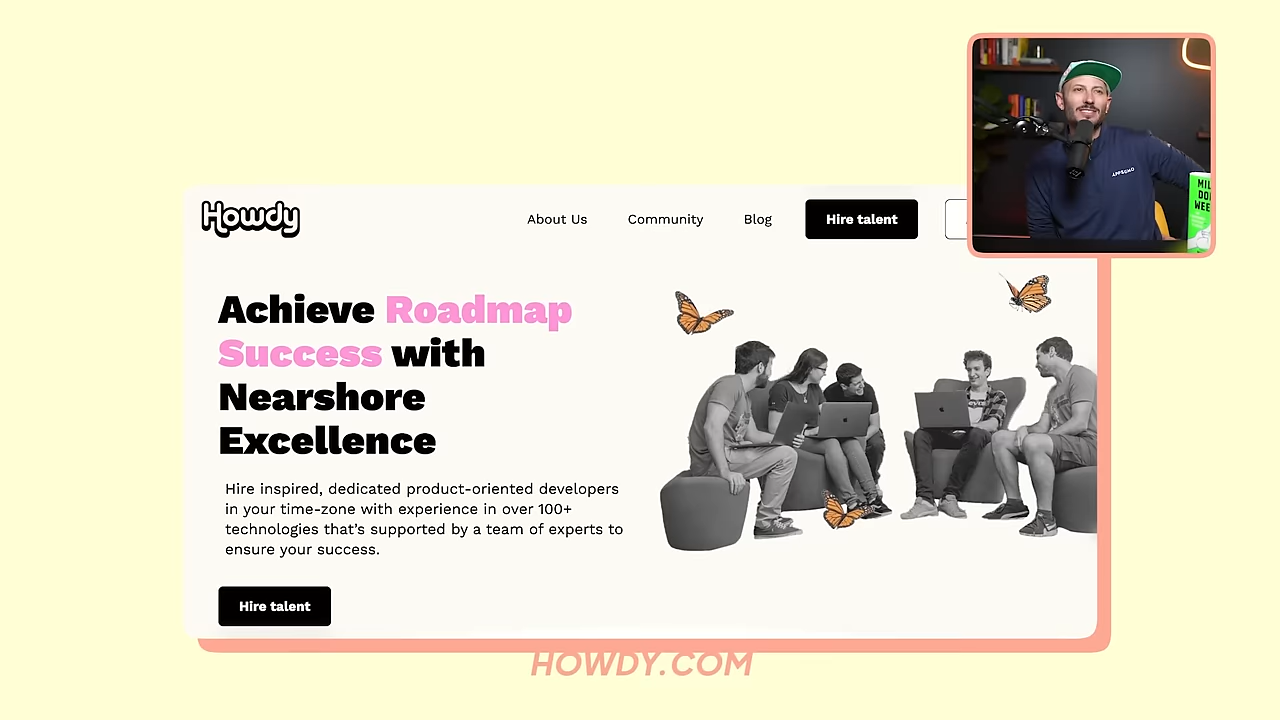 Howdy
About Us
Community
Blog
Hire talent
APPSUMO
Achieve Roadmap
Success with
Nearshore
Excellence
Hire inspired, dedicated product-oriented developers
in your time-zone with experience in over 100+
technologies that’s supported by a team of experts to
ensure your success.
Hire talent
HOWDY.COM